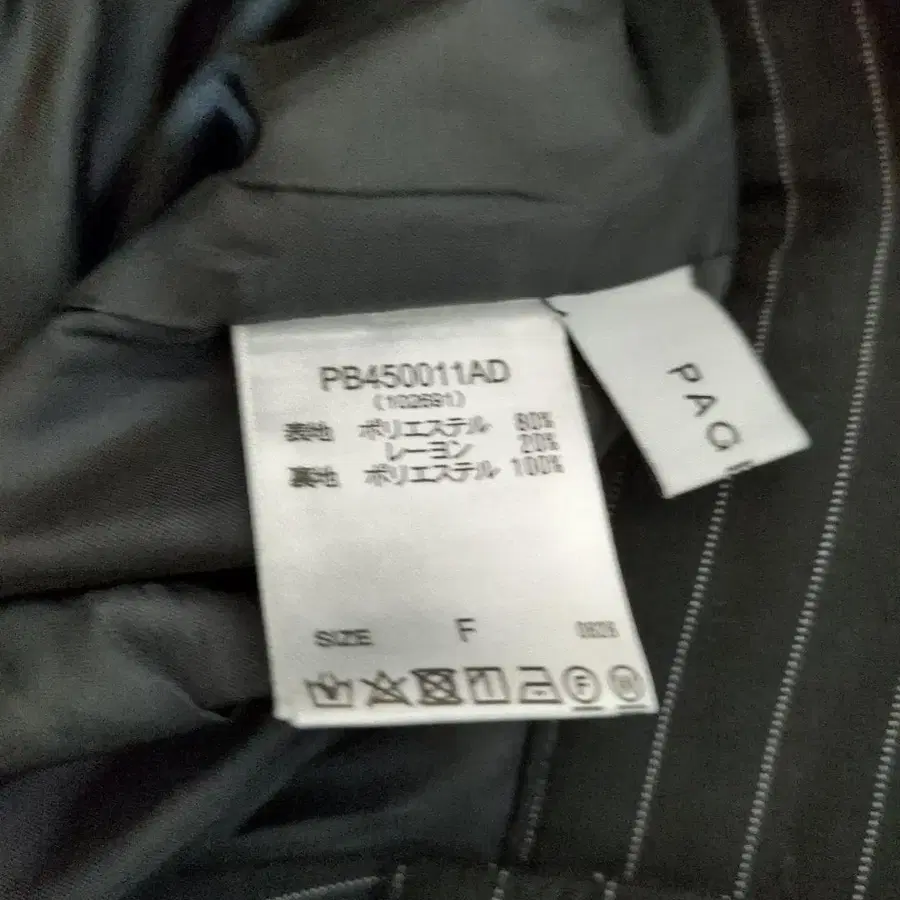 PB450011AD
(102691)
表地 ポリエステル 80%
レーヨン 20%
裏地 ポリエステル 100%
SIZE F
PAG